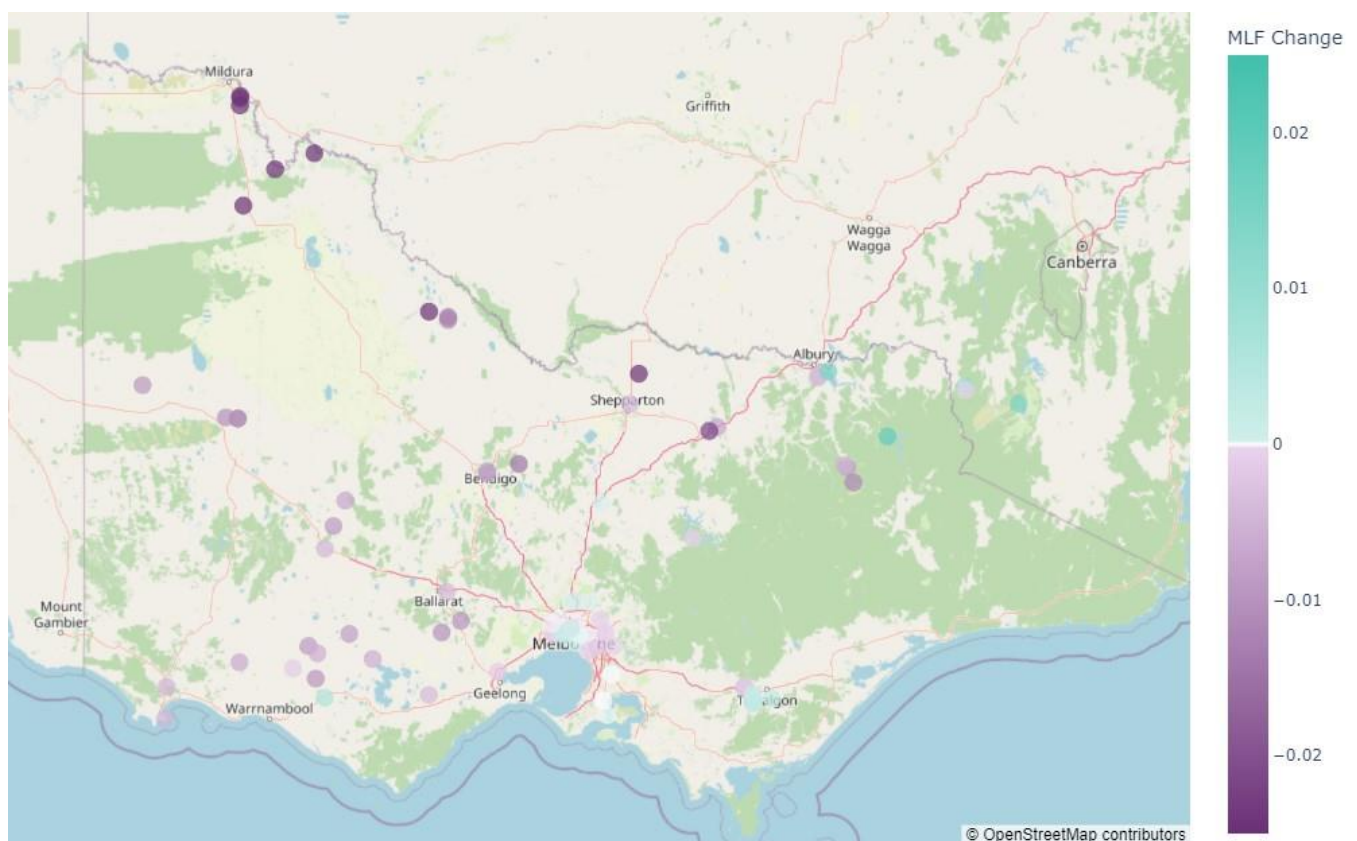 MLF Change
0.02
0.01
0
−0.01
−0.02
Mildura
Griffith
Wagga
Wagga
Canberra
Albury
Shepparton
Bendigo
Mount
Gambier
Ballarat
Melbourne
Geelong
Warrnambool
© OpenStreetMap contributors